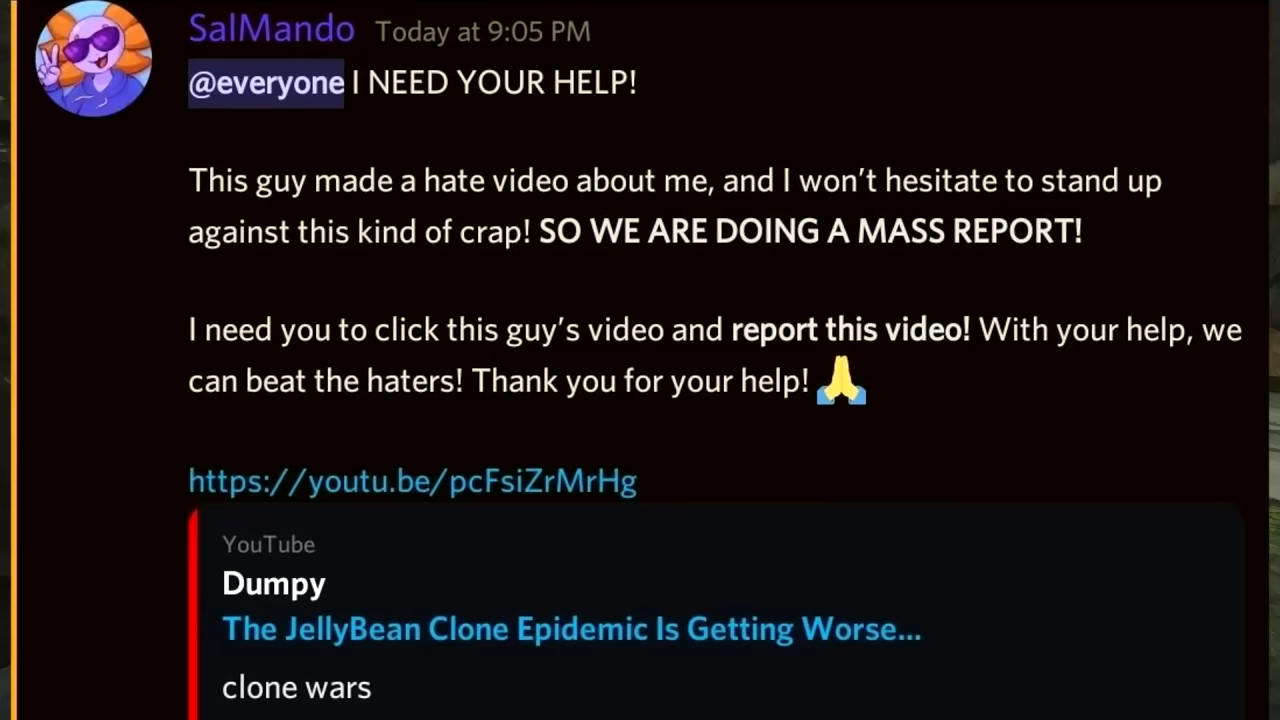 SalMando Today at 9:05 PM
@everyone I NEED YOUR HELP!
This guy made a hate video about me, and I won't hesitate to stand up
against this kind of crap! SO WE ARE DOING A MASS REPORT!
I need you to click this guy's video and report this video! With your help, we
can beat the haters! Thank you for your help! 🙏
https://youtu.be/pcFsiZrMrHg
YouTube
Dumpy
The JellyBean Clone Epidemic Is Getting Worse...
clone wars